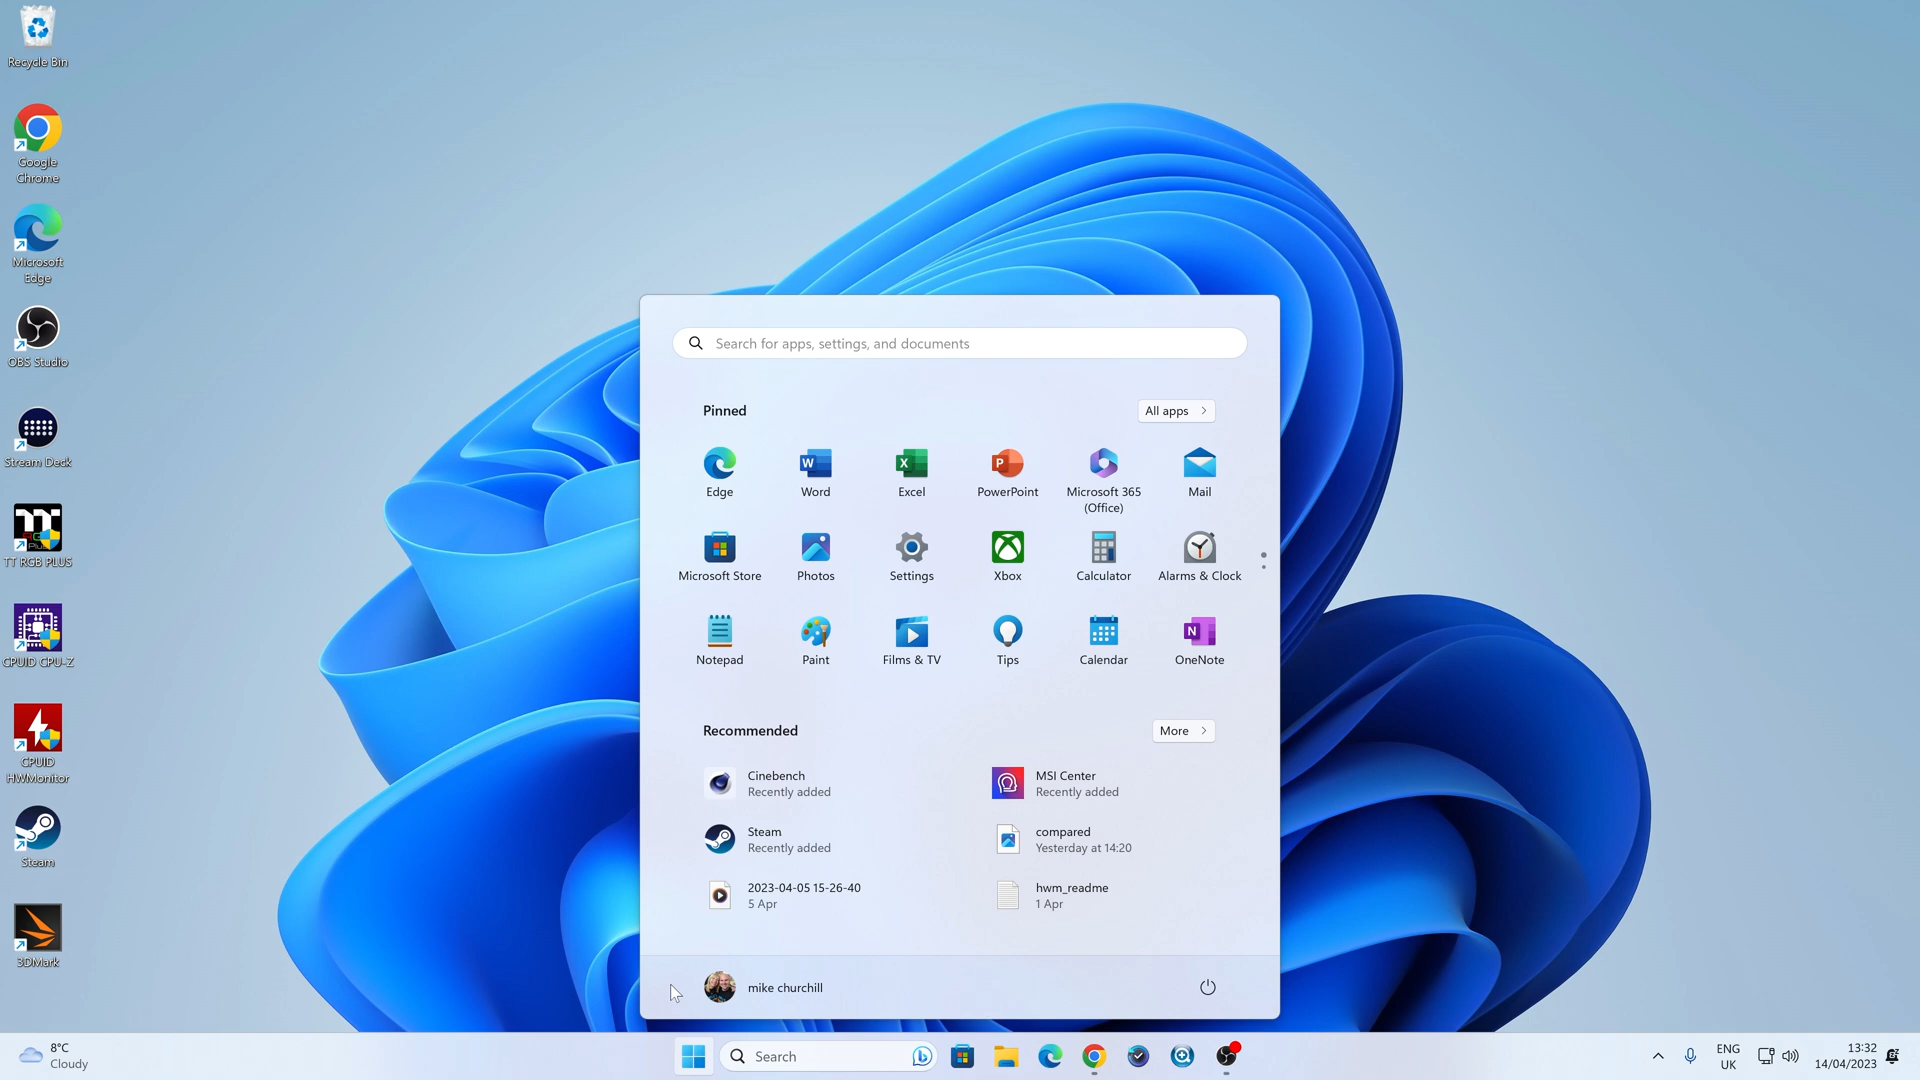 Recycle Bin
Google
Chrome
Microsoft
Edge
OBS Studio
Stream Deck
TT RGB PLUS
CPUID CPU-Z
CPUID
HWMonitor
Steam
3DMark
Search for apps, settings, and documents
Pinned
All apps
Edge
Word
Excel
PowerPoint
Microsoft 365
(Office)
Mail
Microsoft Store
Photos
Settings
Xbox
Calculator
Alarms & Clock
Notepad
Paint
Films & TV
Tips
Calendar
OneNote
Recommended
More
Cinebench
Recently added
MSI Center
Recently added
Steam
Recently added
compared
Yesterday at 14:20
2023-04-05 15-26-40
5 Apr
hwm_readme
1 Apr
mike churchill
8°C
Cloudy
Search
ENG
UK
13:32
14/04/2023